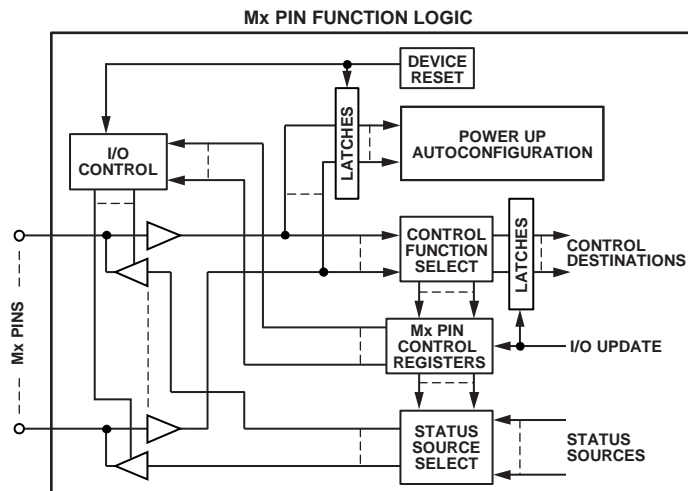 Mx PIN FUNCTION LOGIC
DEVICE
RESET
LATCHES
POWER UP
AUTOCONFIGURATION
I/O
CONTROL
CONTROL
FUNCTION
SELECT
LATCHES
CONTROL
DESTINATIONS
Mx PINS
Mx PIN
CONTROL
REGISTERS
I/O UPDATE
STATUS
SOURCE
SELECT
STATUS
SOURCES